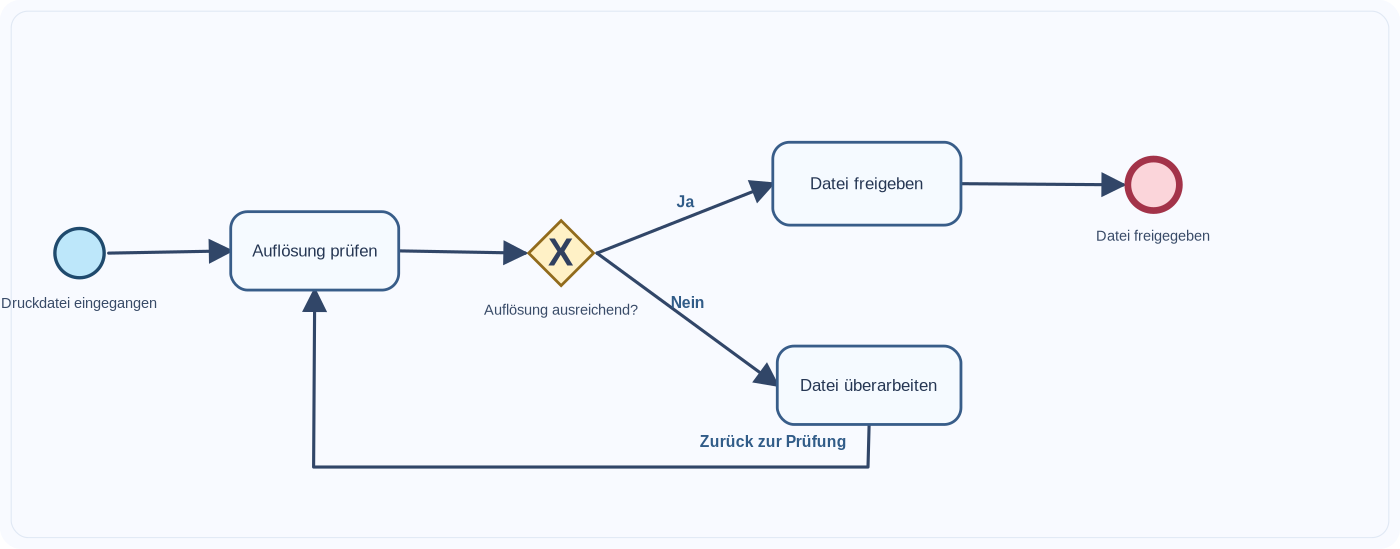 Druckdatei eingegangen
Auflösung prüfen
X
Auflösung ausreichend?
Ja
Nein
Datei freigeben
Datei freigegeben
Datei überarbeiten
Zurück zur Prüfung